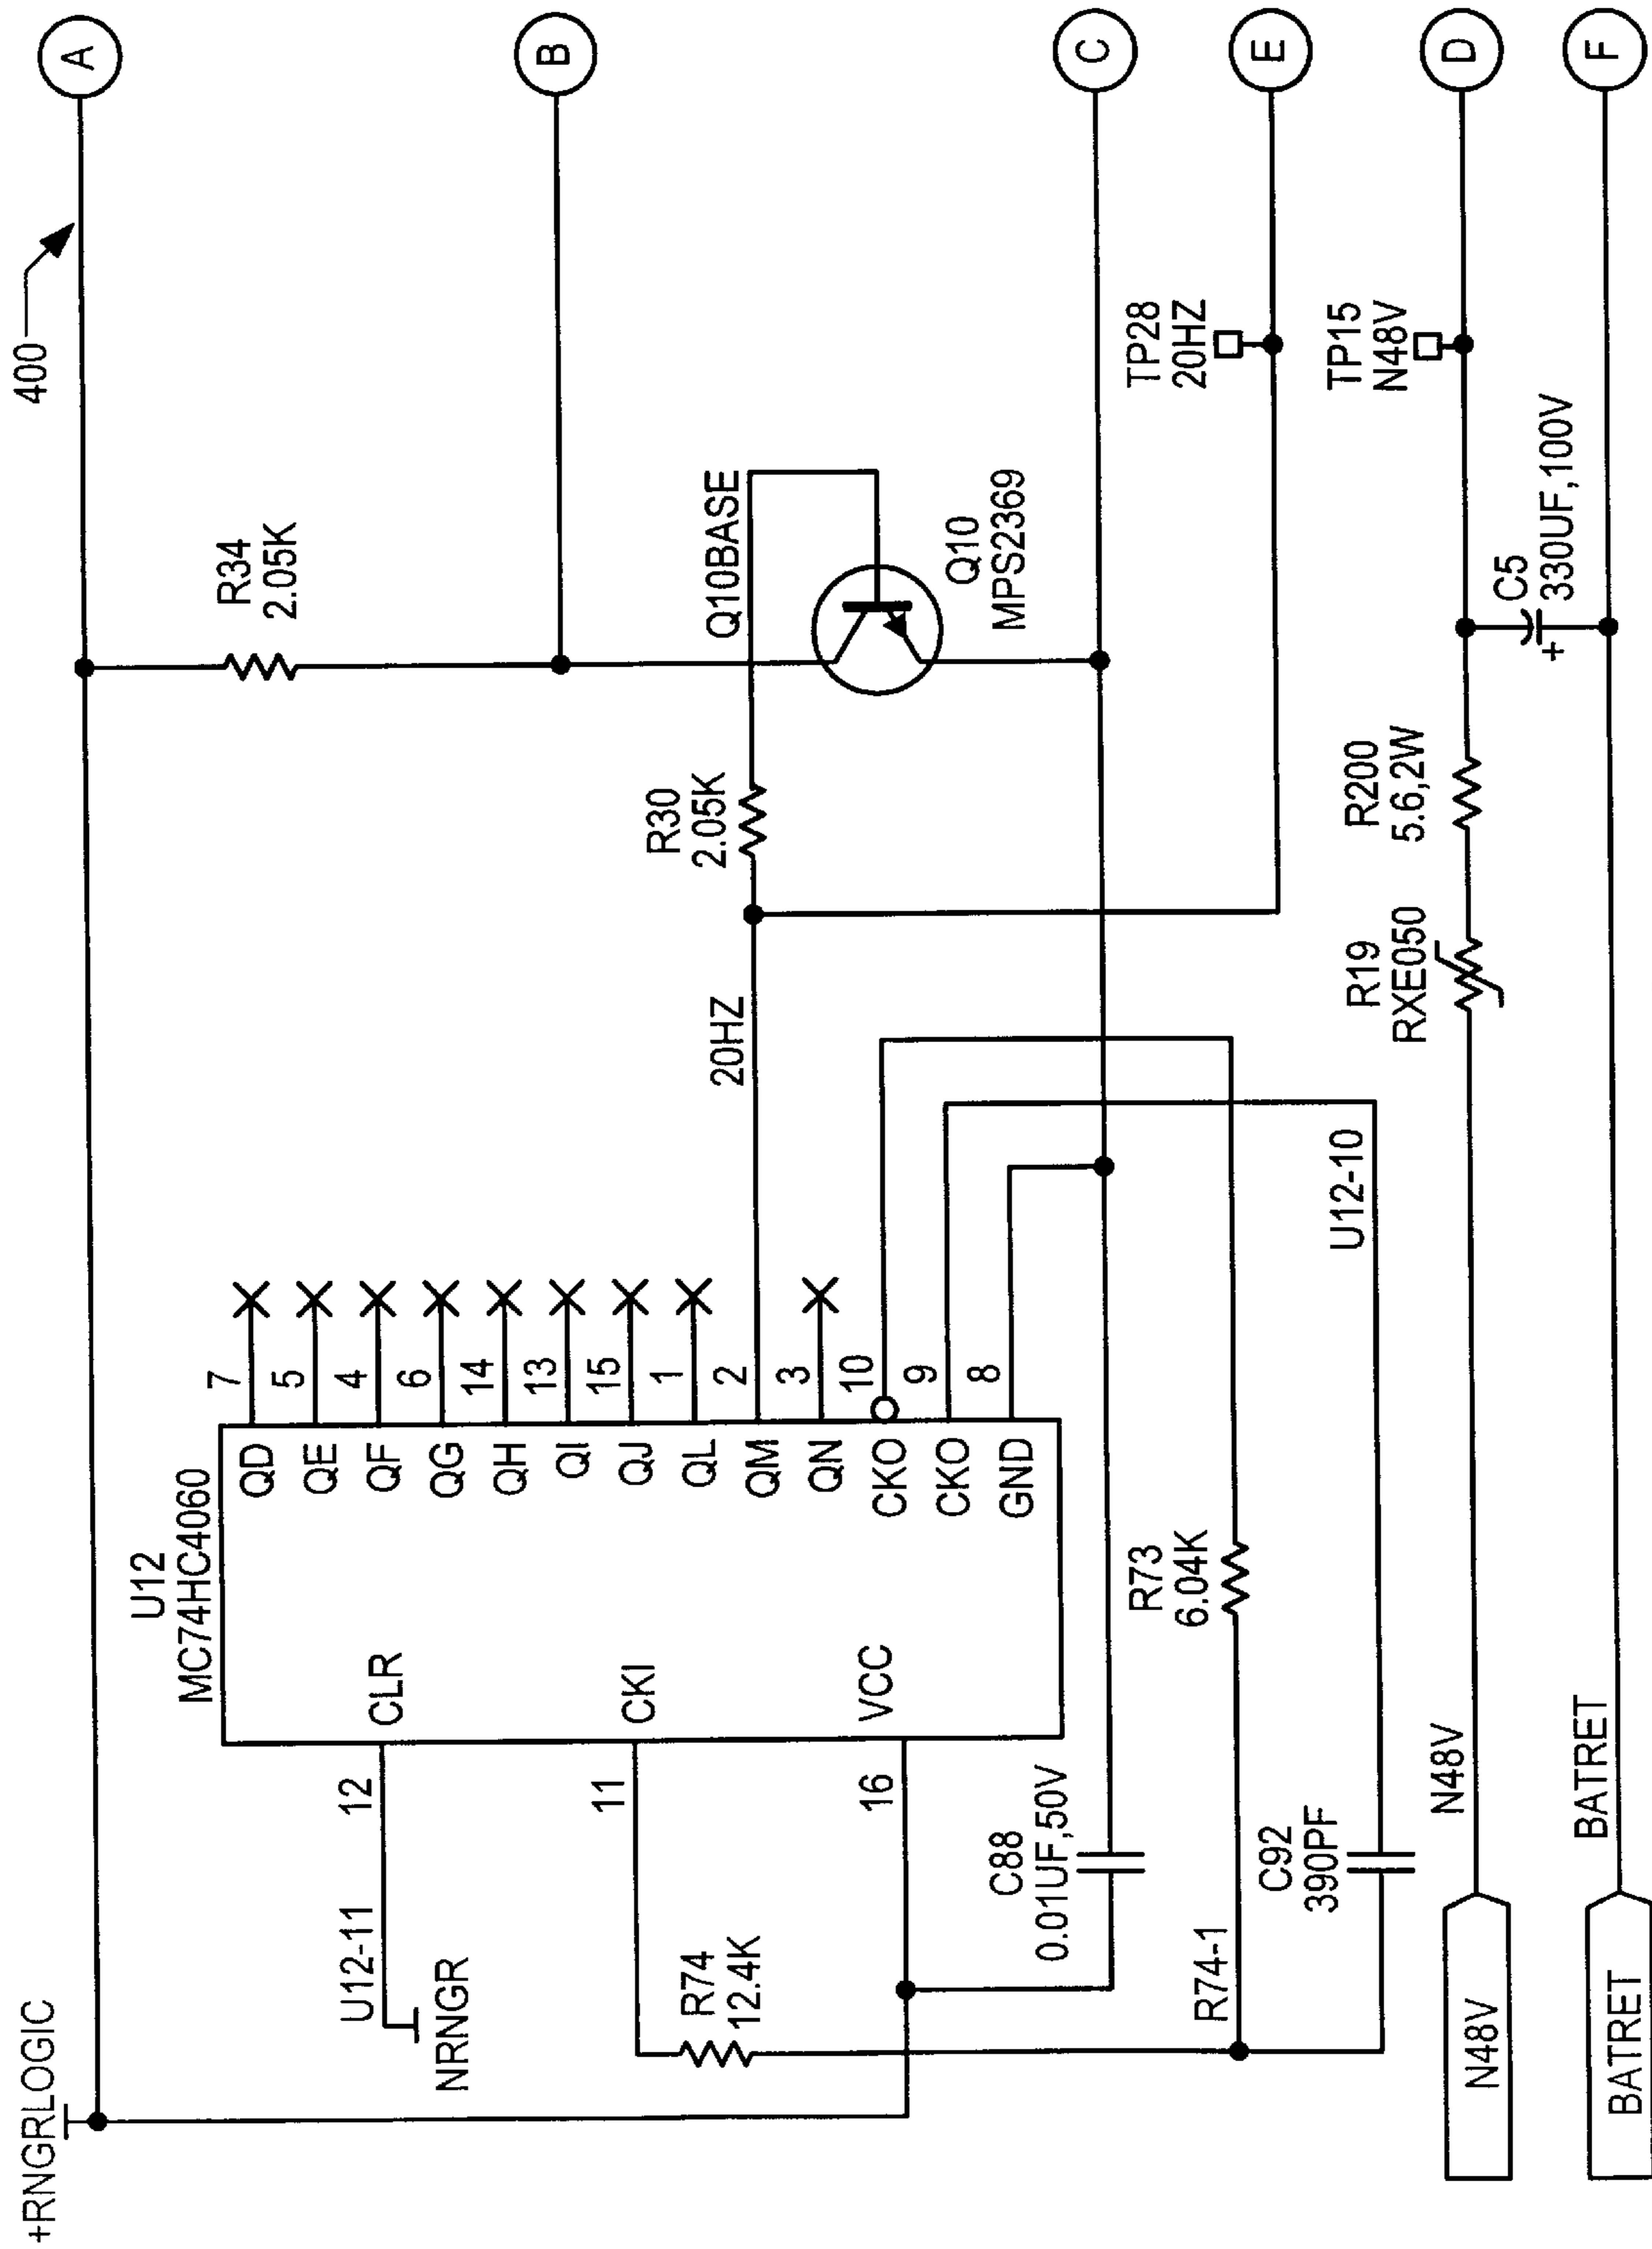 +RNGRLOGIC
400
A
R34
2.05K
B
U12
MC74HC4060
CLR
CKI
VCC
QD
QE
QF
QG
QH
QI
QJ
QL
QM
QN
CKO
CKO
GND
7
5
4
6
14
13
15
1
2
3
10
9
8
12
11
16
U12-11
NRNGR
R74
12.4K
20HZ
R30
2.05K
Q10BASE
Q10
MPS2369
C
C88
0.01UF,50V
R73
6.04K
R74-1
C92
390PF
U12-10
TP28
20HZ
E
N48V
N48V
R19
RXE050
R200
5.6,2W
TP15
N48V
D
C5
330UF,100V
+
BATRET
BATRET
F